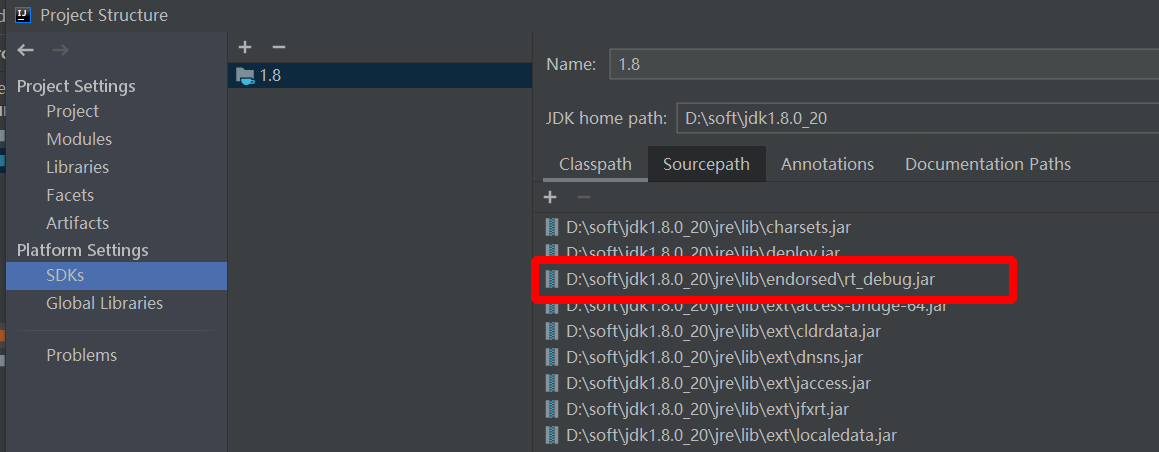 Project Structure
Project Settings
Project
Modules
Libraries
Facets
Artifacts
Platform Settings
SDKs
Global Libraries
Problems
1.8
Name: 1.8
JDK home path: D:\soft\jdk1.8.0_20
Classpath Sourcepath Annotations Documentation Paths
D:\soft\jdk1.8.0_20\jre\lib\charsets.jar
D:\soft\jdk1.8.0_20\jre\lib\deploy.jar
D:\soft\jdk1.8.0_20\jre\lib\endorsed\rt_debug.jar
D:\soft\jdk1.8.0_20\jre\lib\ext\access-bridge-64.jar
D:\soft\jdk1.8.0_20\jre\lib\ext\cldrdata.jar
D:\soft\jdk1.8.0_20\jre\lib\ext\dnsns.jar
D:\soft\jdk1.8.0_20\jre\lib\ext\jaccess.jar
D:\soft\jdk1.8.0_20\jre\lib\ext\jfxrt.jar
D:\soft\jdk1.8.0_20\jre\lib\ext\localedata.jar